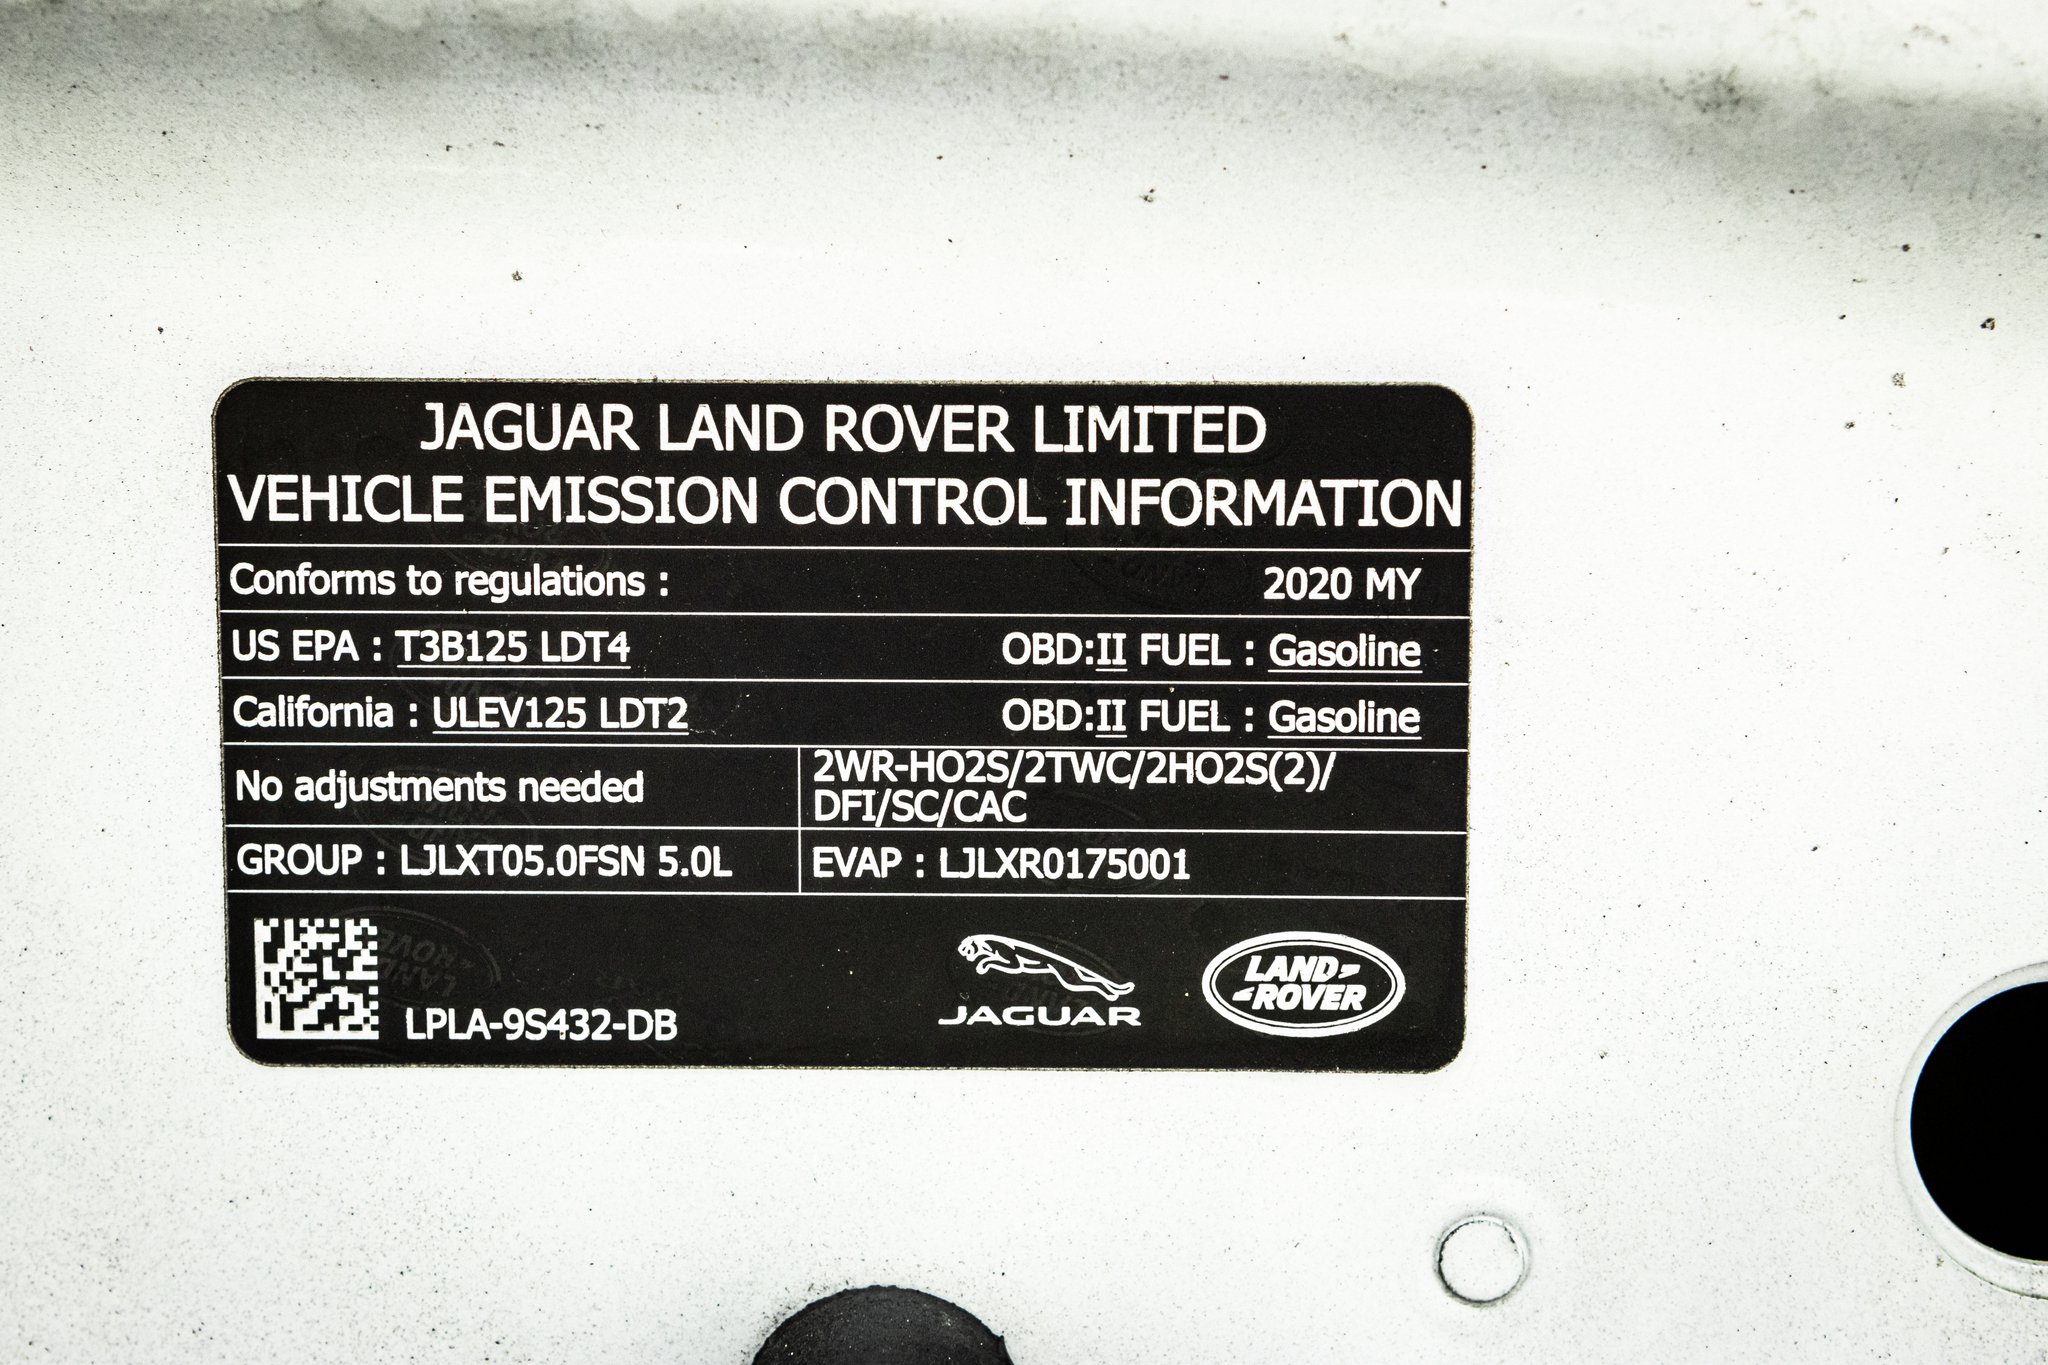 JAGUAR LAND ROVER LIMITED
VEHICLE EMISSION CONTROL INFORMATION
Conforms to regulations : 2020 MY
US EPA : T3B125 LDT4 OBD:II FUEL : Gasoline
California : ULEV125 LDT2 OBD:II FUEL : Gasoline
No adjustments needed
2WR-HO2S/2TWC/2HO2S(2)/
DFI/SC/CAC
GROUP : LJLXT05.0FSN 5.0L
EVAP : LJLXR0175001
LPLA-9S432-DB
JAGUAR
LAND
ROVER